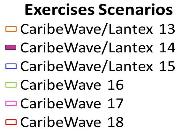 Exercises Scenarios
CaribeWave/Lantex 13
CaribeWave/Lantex 14
CaribeWave/Lantex 15
CaribeWave 16
CaribeWave 17
CaribeWave 18